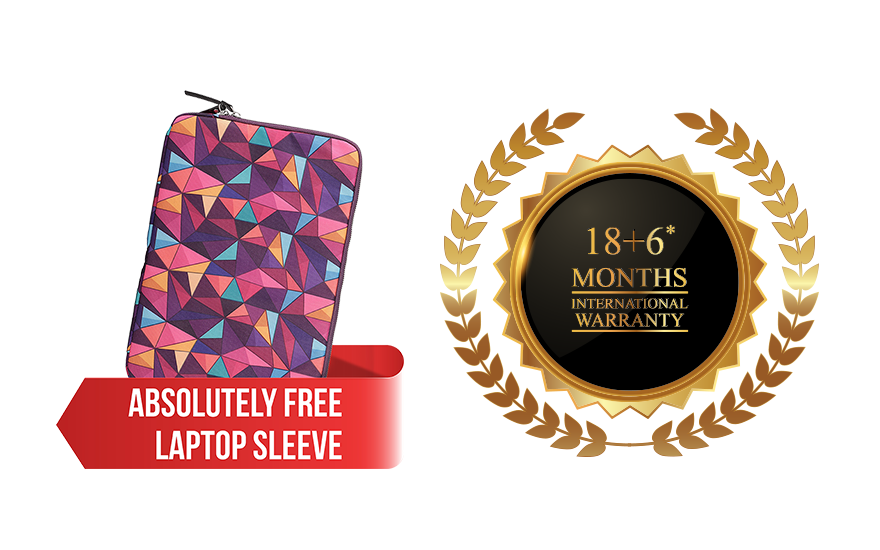 ABSOLUTELY FREE
LAPTOP SLEEVE
18+6*
MONTHS
INTERNATIONAL
WARRANTY